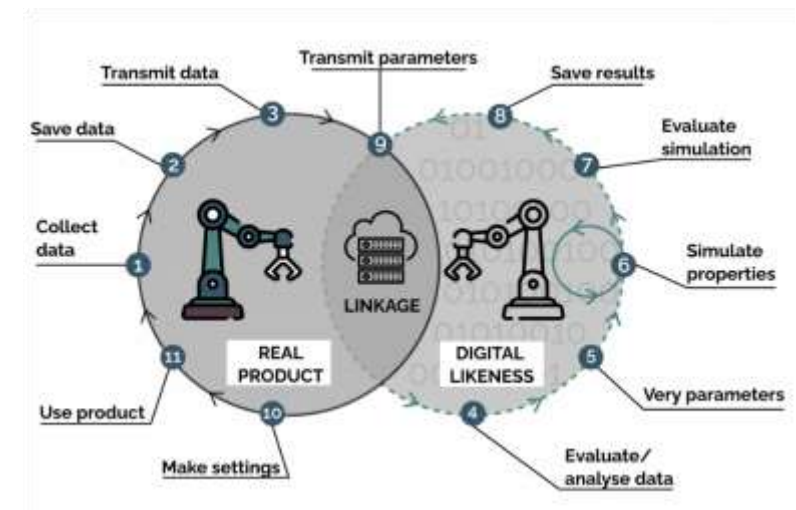 Transmit parameters
Transmit data
Save results
3
8
Save data
9
Evaluate
simulation
2
7
Collect
data
1
6
Simulate
properties
LINKAGE
REAL
PRODUCT
DIGITAL
LIKENESS
11
5
Use product
Very parameters
10
4
Make settings
Evaluate/
analyse data
01
01001000